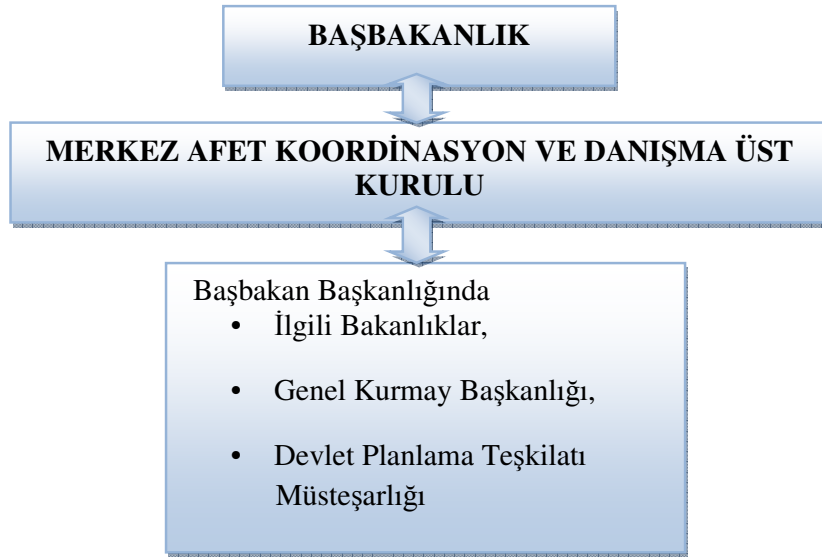 BAŞBAKANLIK
MERKEZ AFET KOORDİNASYON VE DANIŞMA ÜST
KURULU
Başbakan Başkanlığında
• İlgili Bakanlıklar,
• Genel Kurmay Başkanlığı,
• Devlet Planlama Teşkilatı
Müsteşarlığı